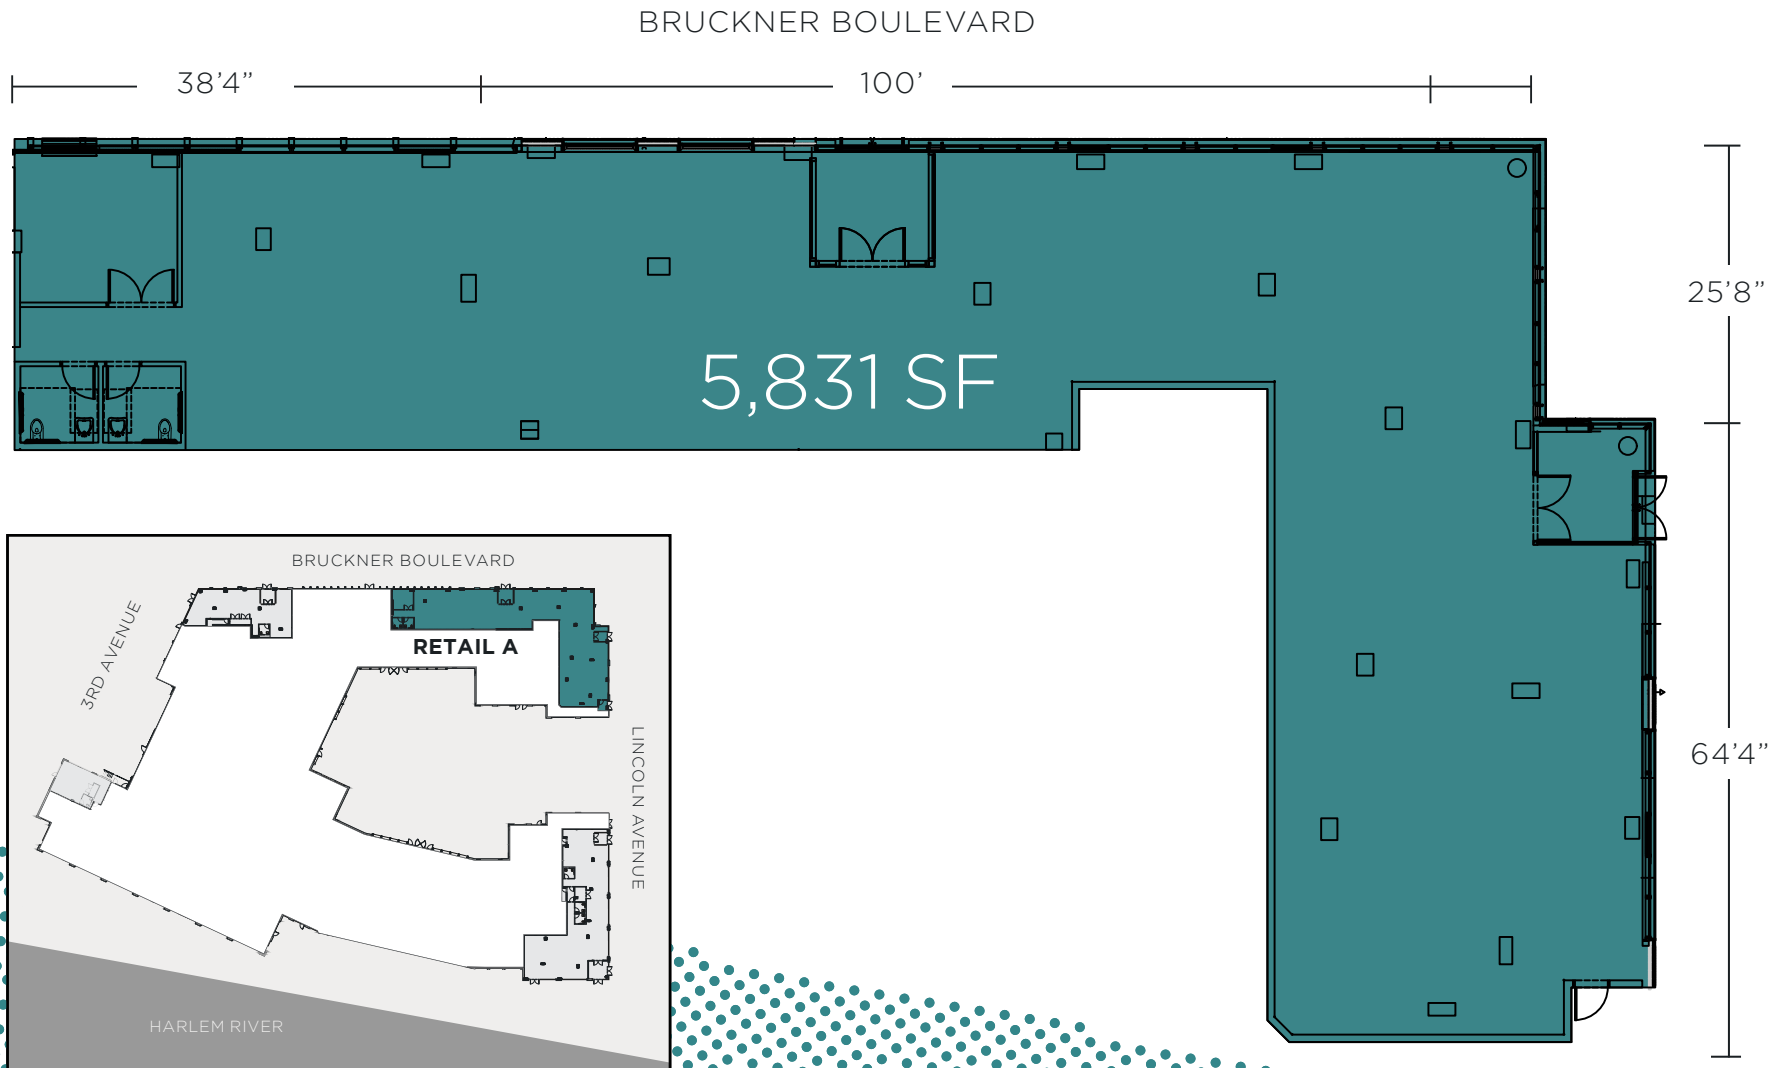 BRUCKNER BOULEVARD
38’4”
100’
25’8”
5,831 SF
64’4”
BRUCKNER BOULEVARD
3RD AVENUE
RETAIL A
LINCOLN AVENUE
HARLEM RIVER